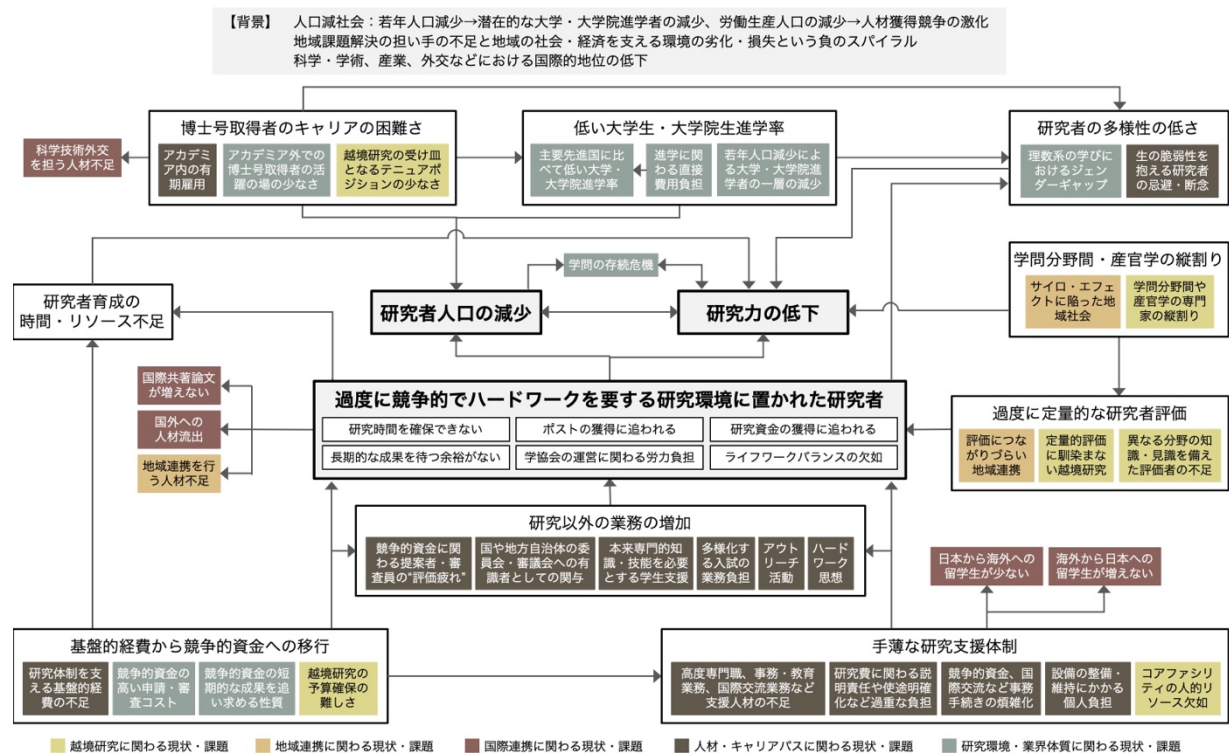 【背景】 人口減社会：若年人口減少→潜在的な大学・大学院進学者の減少、労働生産人口の減少→人材獲得競争の激化
地域課題解決の担い手の不足と地域の社会・経済を支える環境の劣化・損失という負のスパイラル
科学・学術、産業、外交などにおける国際的地位の低下
科学技術外交
を担う人材不足
博士号取得者のキャリアの困難さ
アカデ
ミア内の有
期雇用
アカデミア外での
博士号取得者の活
躍の場の少なさ
越境研究の受け皿
となるテニュアポ
ジションの少なさ
低い大学生・大学院生進学率
主要先進国に比
べて低い大学・
大学院進学率
進学に関
わる直接
費用負担
若年人口減少によ
る大学・大学院進
学者の一層の減少
研究者の多様性の低さ
理数系の学びに
おけるジェン
ダーギャップ
生の脆弱性を
抱える研究者
の忌避・断念
学問の存続危機
学問分野間・産官学の縦割り
サイロ・エフェ
クトに陥った地
域社会
学問分野間や
産官学の専門
家の縦割り
研究者育成の
時間・リソース不足
研究者人口の減少
研究力の低下
国際共著論文
が増えない
国外への
人材流出
地域連携を行
う人材不足
過度に競争的でハードワークを要する研究環境に置かれた研究者
研究時間を確保できない
ポストの獲得に追われる
研究資金の獲得に追われる
長期的な成果を待つ余裕がない
学協会の運営に関わる労力負担
ライフワークバランスの欠如
過度に定量的な研究者評価
評価につな
がりづらい
地域連携
定量的評価
に馴染まな
い越境研究
異なる分野の知
識・見識を備え
た評価者の不足
研究以外の業務の増加
競争的資金に関
わる提案者・審
査員の“評価疲れ”
国や地方自治体の委
員会・審議会への有
識者としての関与
本来専門的知
識・技能を必要
とする学生支援
多様化す
る入試の
業務負担
アウト
リーチ
活動
ハード
ワーク
思想
日本から海外への
留学生が少ない
海外から日本への
留学生が増えない
基盤的経費から競争的資金への移行
研究体制を支
える基盤的経
費の不足
競争的資金の
高い申請・審
査コスト
競争的資金の短
期的な成果を追
い求める性質
越境研究の
予算確保の
難しさ
手薄な研究支援体制
高度専門職、事務・教育
業務、国際交流業務など
支援人材の不足
研究費に関わる説
明責任や使途明確
化など過重な負担
競争的資金、国
際交流など事務
手続きの煩雑化
設備の整備・
維持にかかる
個人負担
コアファシリ
ティの人的リ
ソース欠如
越境研究に関わる現状・課題
地域連携に関わる現状・課題
国際連携に関わる現状・課題
人材・キャリアパスに関わる現状・課題
研究環境・業界体質に関わる現状・課題